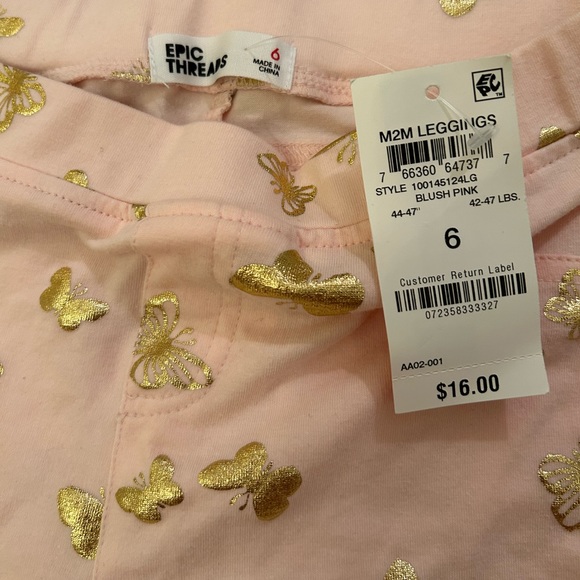 EPIC
THREADS
6
MADE IN
CHINA
EPC™
M2M LEGGINGS
7 66360 64737 7
STYLE 100145124LG
BLUSH PINK
44-47" 42-47 LBS.
6
Customer Return Label
072358333327
AA02-001
$16.00